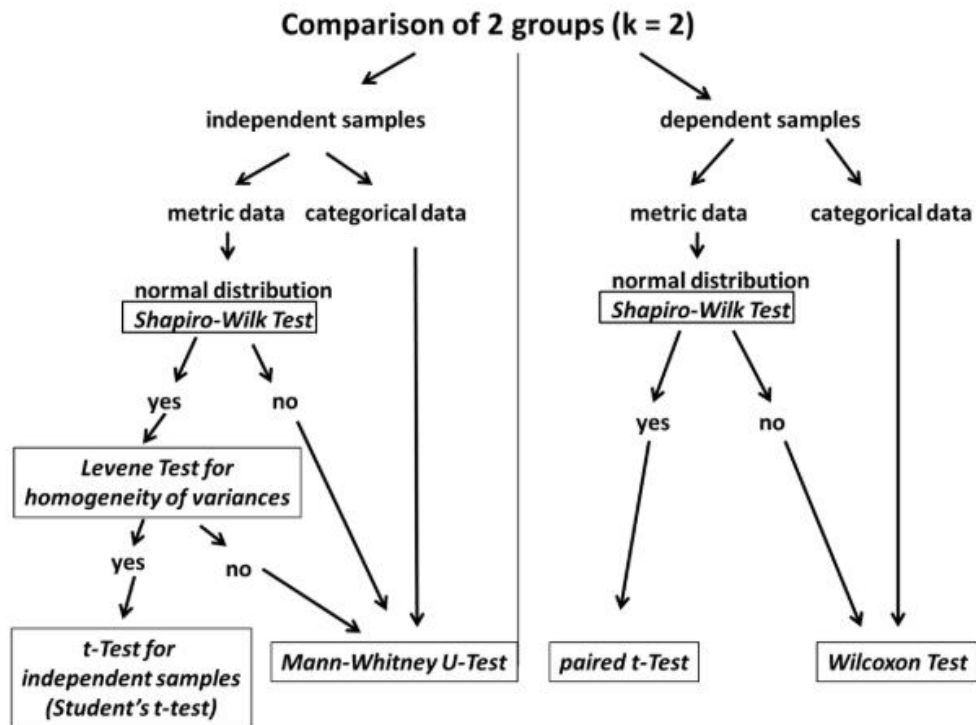 Comparison of 2 groups (k = 2)
independent samples
dependent samples
metric data
categorical data
metric data
categorical data
normal distribution
Shapiro-Wilk Test
normal distribution
Shapiro-Wilk Test
yes
no
yes
no
Levene Test for
homogeneity of variances
yes
no
t-Test for
independent samples
(Student's t-test)
Mann-Whitney U-Test
paired t-Test
Wilcoxon Test